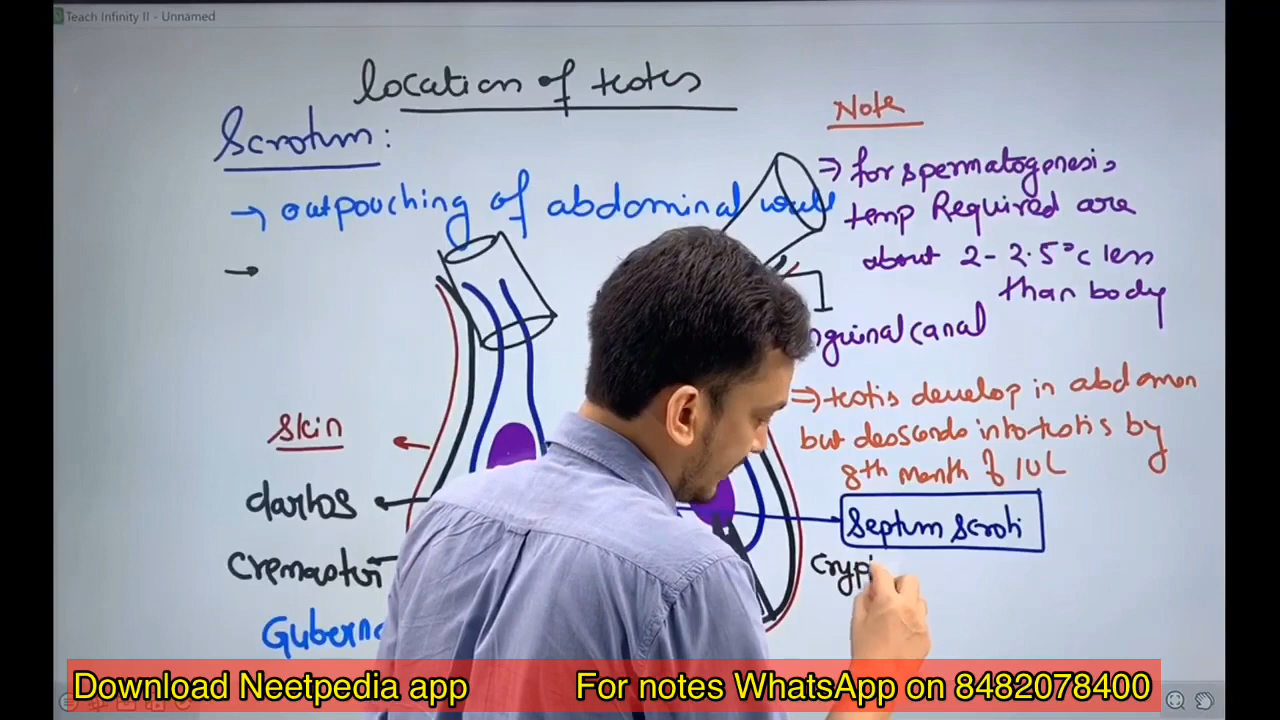 Teach Infinity II - Unnamed
location of testes
Scrotum:
→ outpouching of abdominal wall
→
Skin
dartos
Cremaster
Guberna
Note
⇒ for spermatogenesis
temp Required are
about 2-2.5°c less
than body
nguinal canal
⇒ testis develop in abdomen
but descends into testis by
8th month of IUL
Septum scroti
Cryp
Download Neetpedia app
For notes WhatsApp on 8482078400